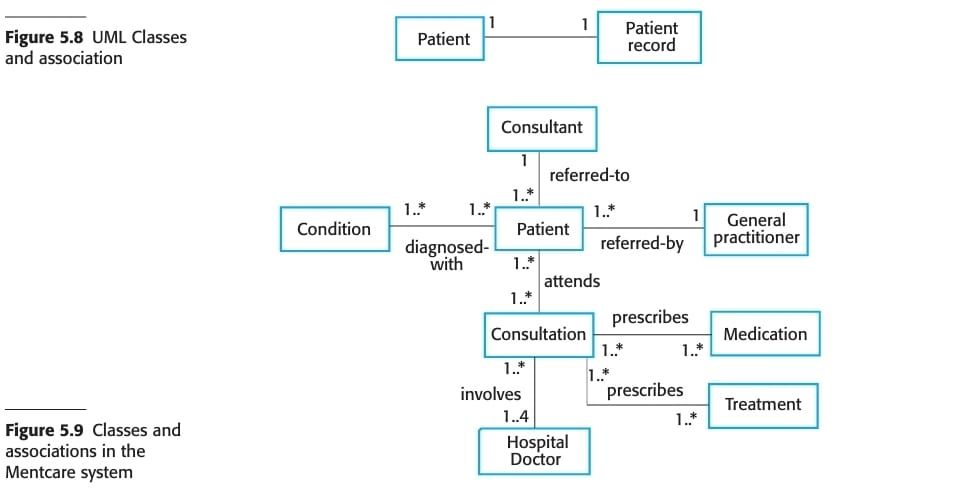 Figure 5.8 UML Classes
and association
Patient
1
1
Patient
record
Consultant
1
referred-to
1..*
Condition
1..*
1..*
diagnosed-
with
Patient
1..*
1
referred-by
General
practitioner
1..*
attends
1..*
Consultation
prescribes
1..*
1..*
Medication
1..*
prescribes
1..*
Treatment
1..*
involves
1..4
Hospital
Doctor
Figure 5.9 Classes and
associations in the
Mentcare system